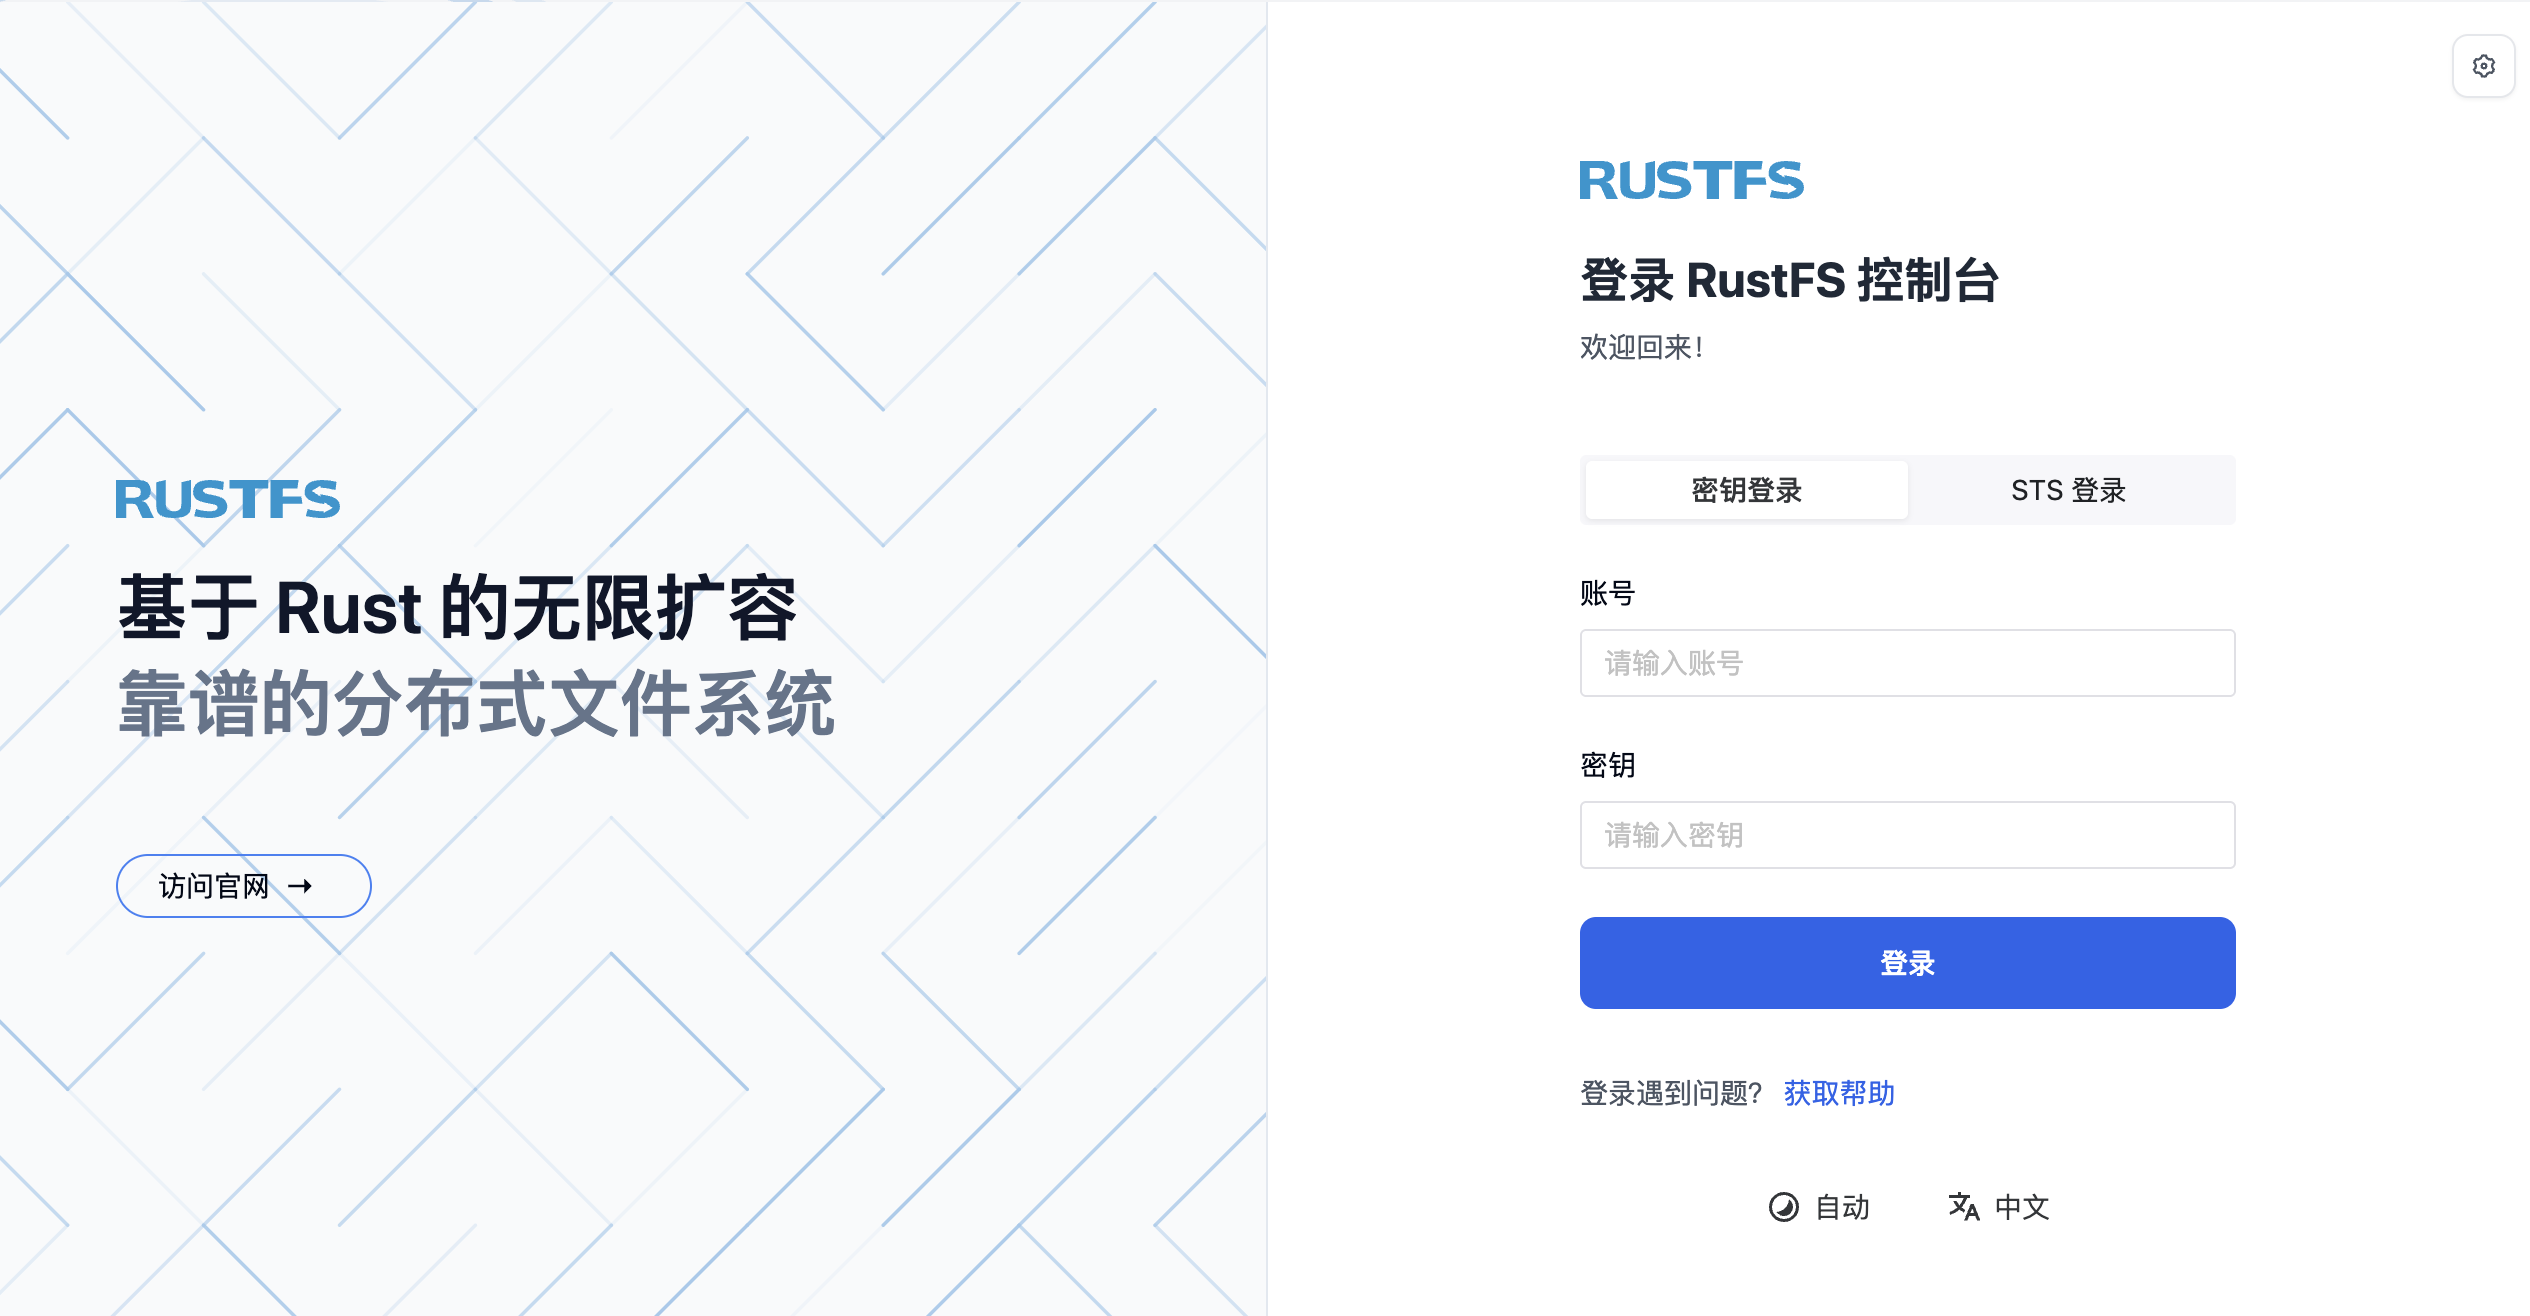 RUSTFS
基于 Rust 的无限扩容
靠谱的分布式文件系统
访问官网 →
RUSTFS
登录 RustFS 控制台
欢迎回来！
密钥登录 STS 登录
账号
请输入账号
密钥
请输入密钥
登录
登录遇到问题？ 获取帮助
自动 中文